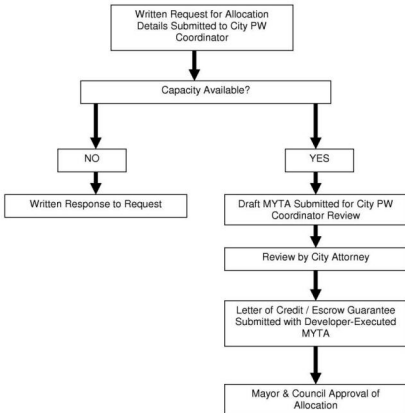 Written Request for Allocation
Details Submitted to City PW
Coordinator
Capacity Available?
NO
YES
Written Response to Request
Draft MYTA Submitted for City PW
Coordinator Review
Review by City Attorney
Letter of Credit / Escrow Guarantee
Submitted with Developer-Executed
MYTA
Mayor & Council Approval of
Allocation